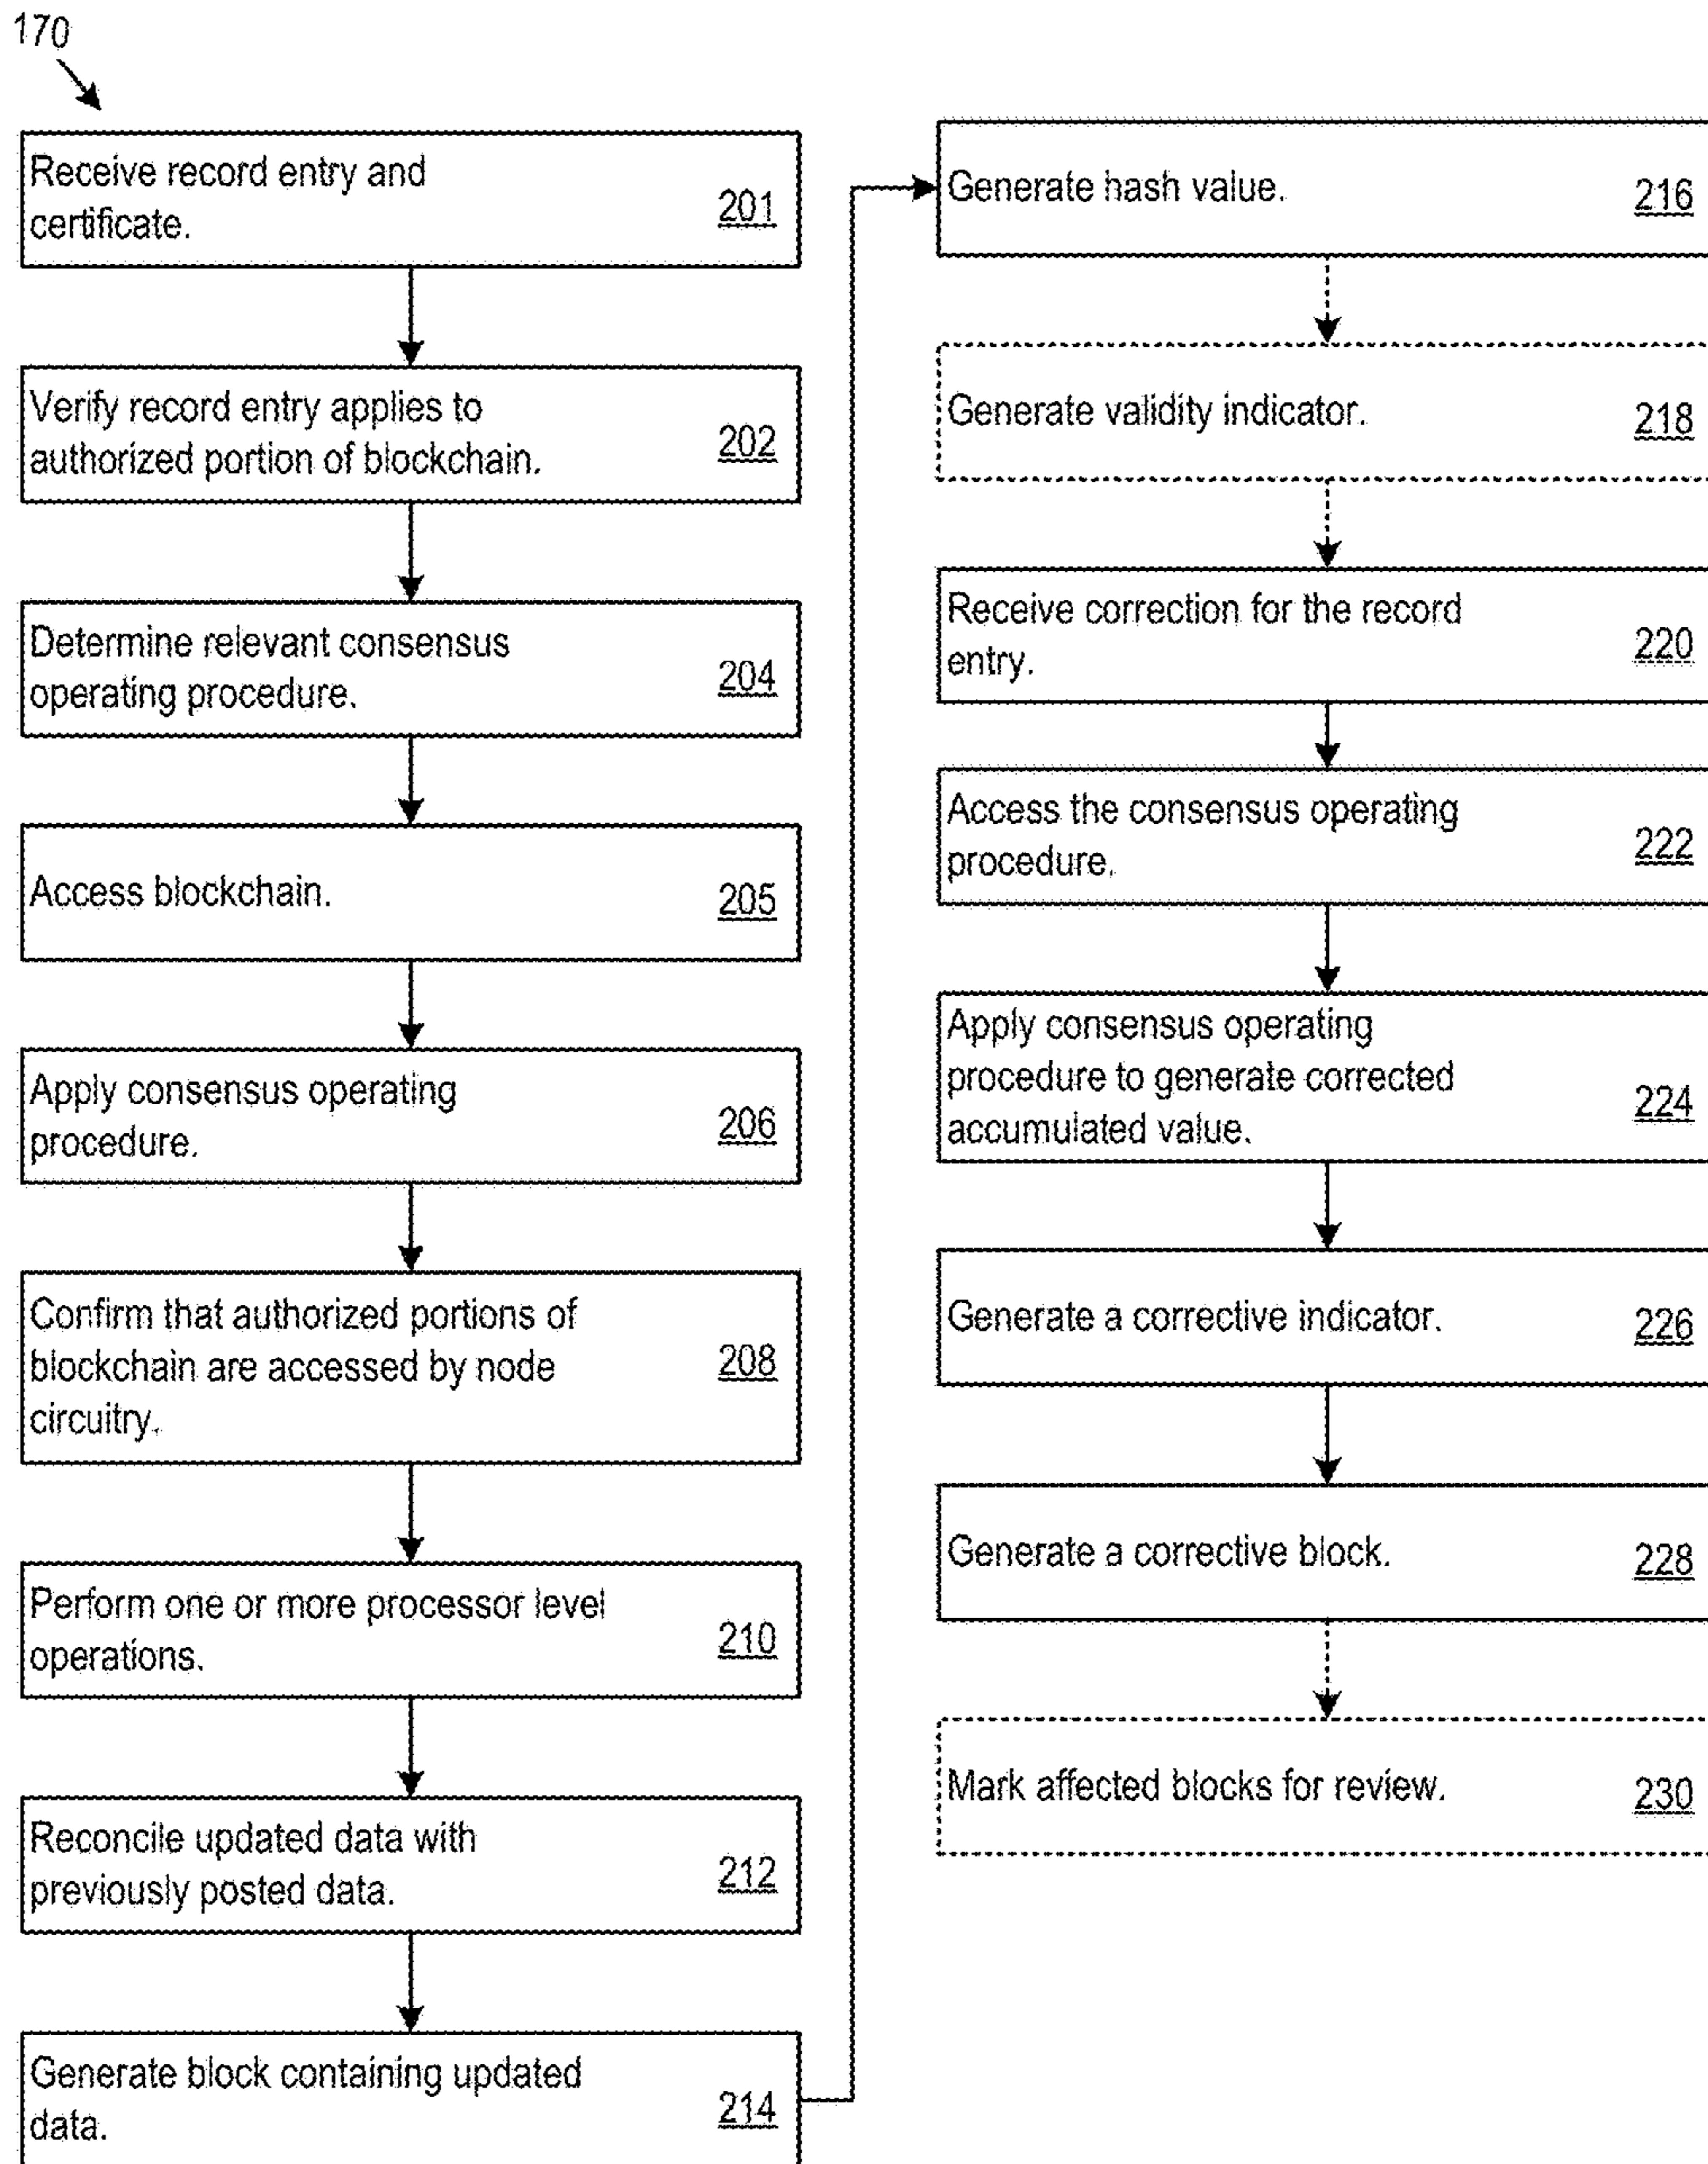 170
Receive record entry and
certificate.
201
Verify record entry applies to
authorized portion of blockchain.
202
Determine relevant consensus
operating procedure.
204
Access blockchain.
205
Apply consensus operating
procedure.
206
Confirm that authorized portions of
blockchain are accessed by node
circuitry.
208
Perform one or more processor level
operations.
210
Reconcile updated data with
previously posted data.
212
Generate block containing updated
data.
214
Generate hash value.
216
Generate validity indicator.
218
Receive correction for the record
entry.
220
Access the consensus operating
procedure.
222
Apply consensus operating
procedure to generate corrected
accumulated value.
224
Generate a corrective indicator.
226
Generate a corrective block.
228
Mark affected blocks for review.
230